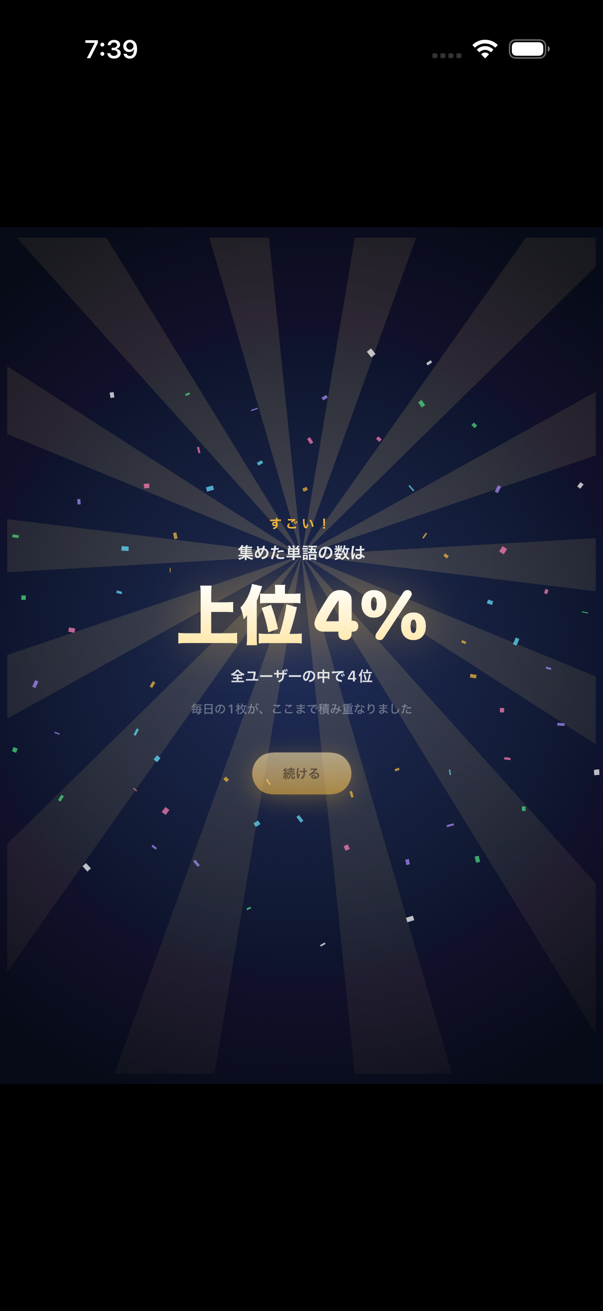 7:39
すごい！
集めた単語の数は
上位4%
全ユーザーの中で4位
毎日の1枚が、ここまで積み重なりました
続ける